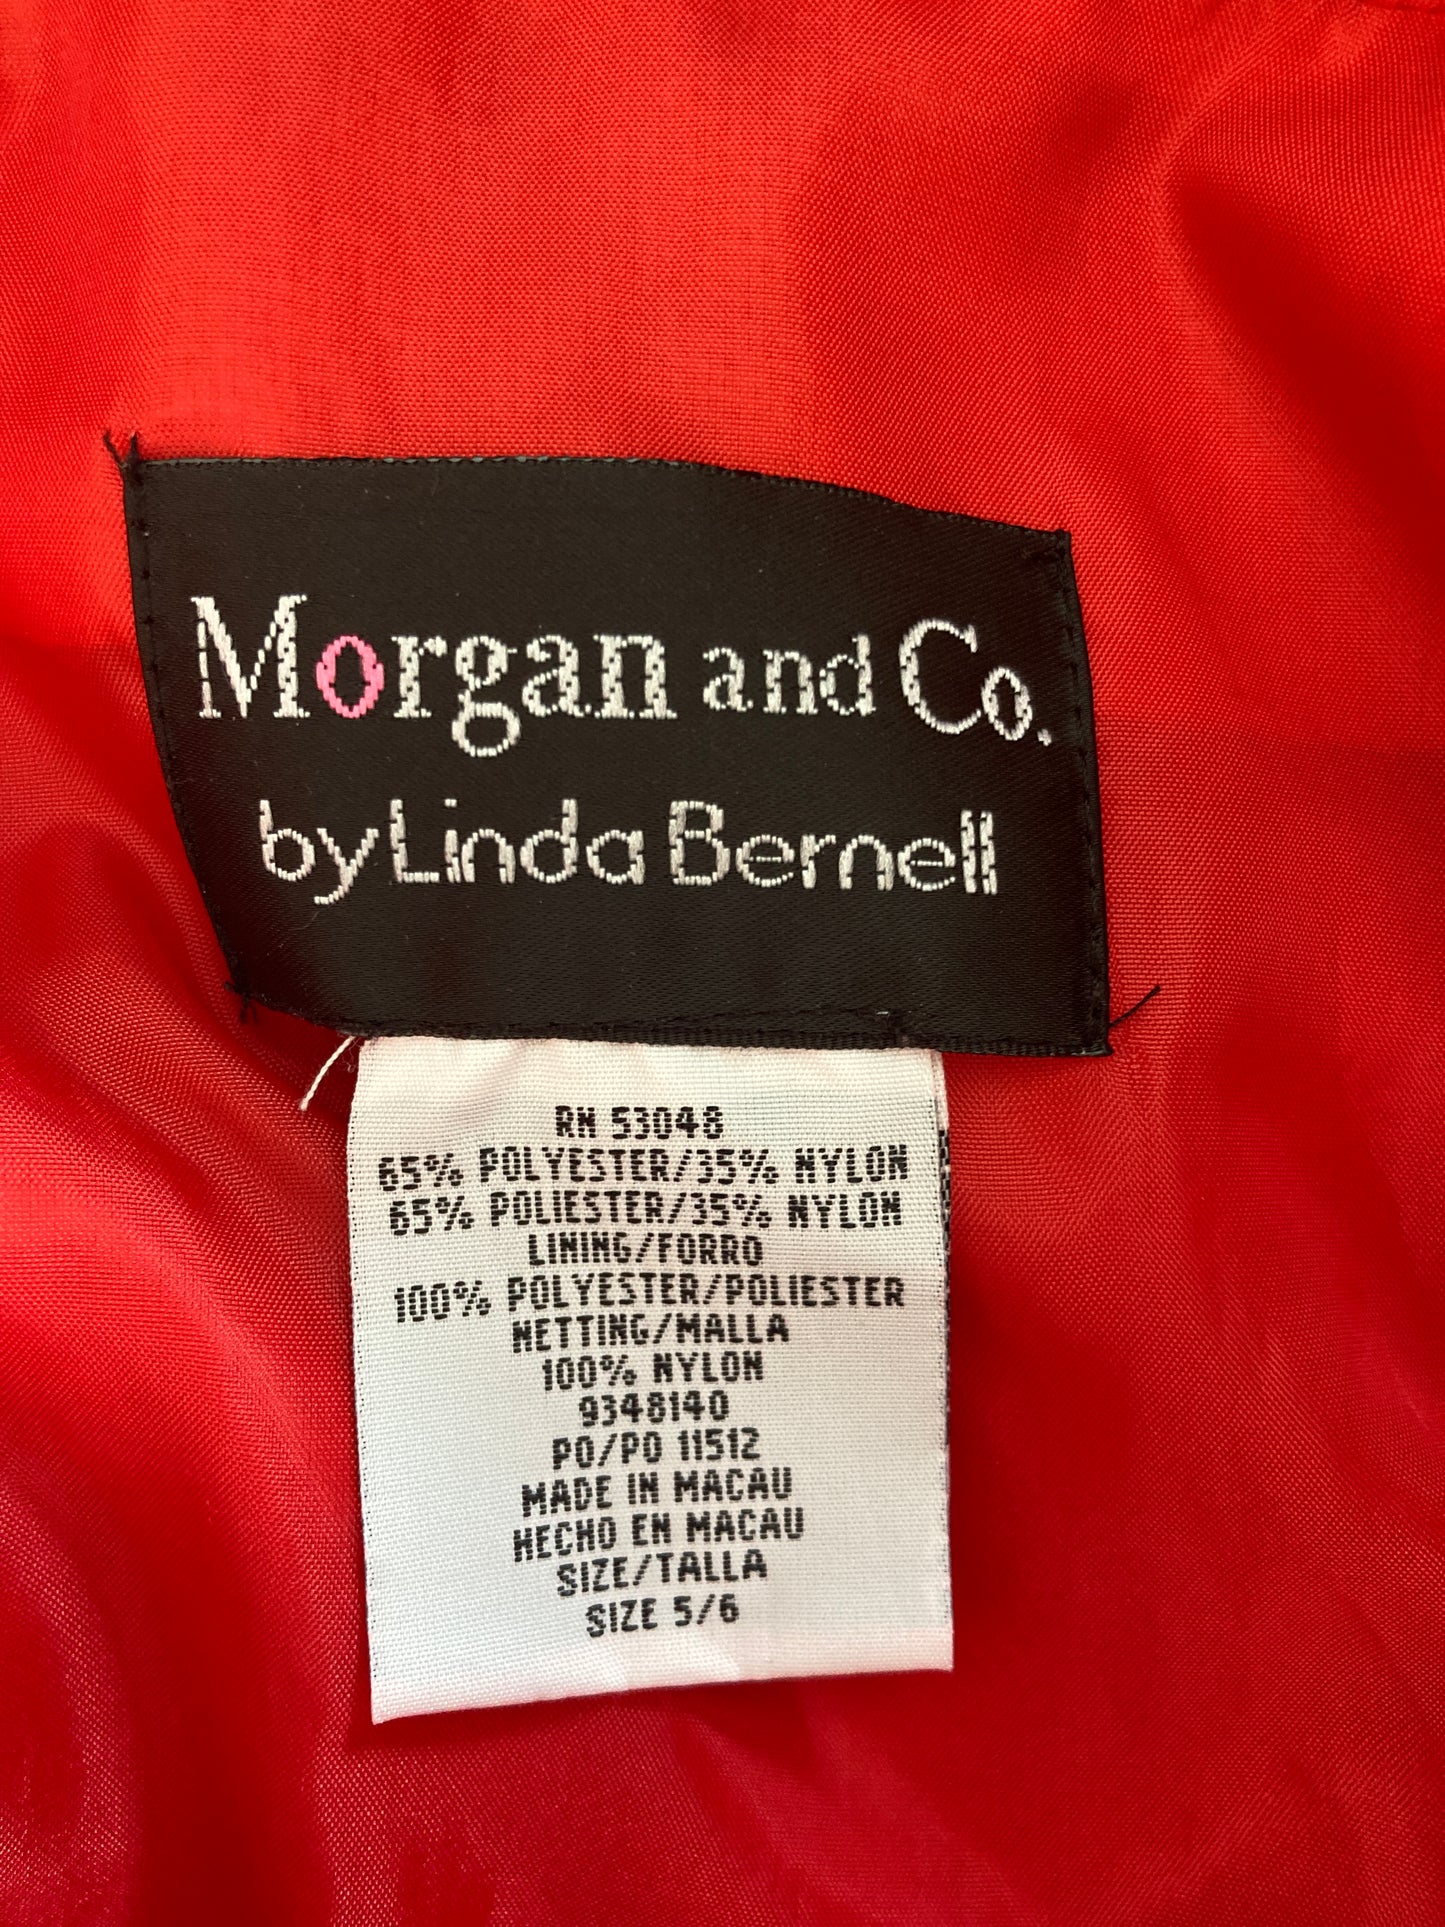 Morgan and Co.
by Linda Bernell
RN 53048
65% POLYESTER/35% NYLON
65% POLIESTER/35% NYLON
LINING/FORRO
100% POLYESTER/POLIESTER
NETTING/MALLA
100% NYLON
9348140
PO/PO 11512
MADE IN MACAU
HECHO EN MACAU
SIZE/TALLA
SIZE 5/6